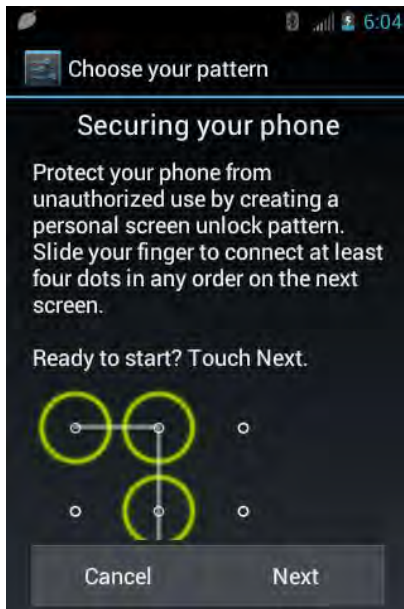 6:04
Choose your pattern
Securing your phone
Protect your phone from
unauthorized use by creating a
personal screen unlock pattern.
Slide your finger to connect at least
four dots in any order on the next
screen.
Ready to start? Touch Next.
Cancel Next